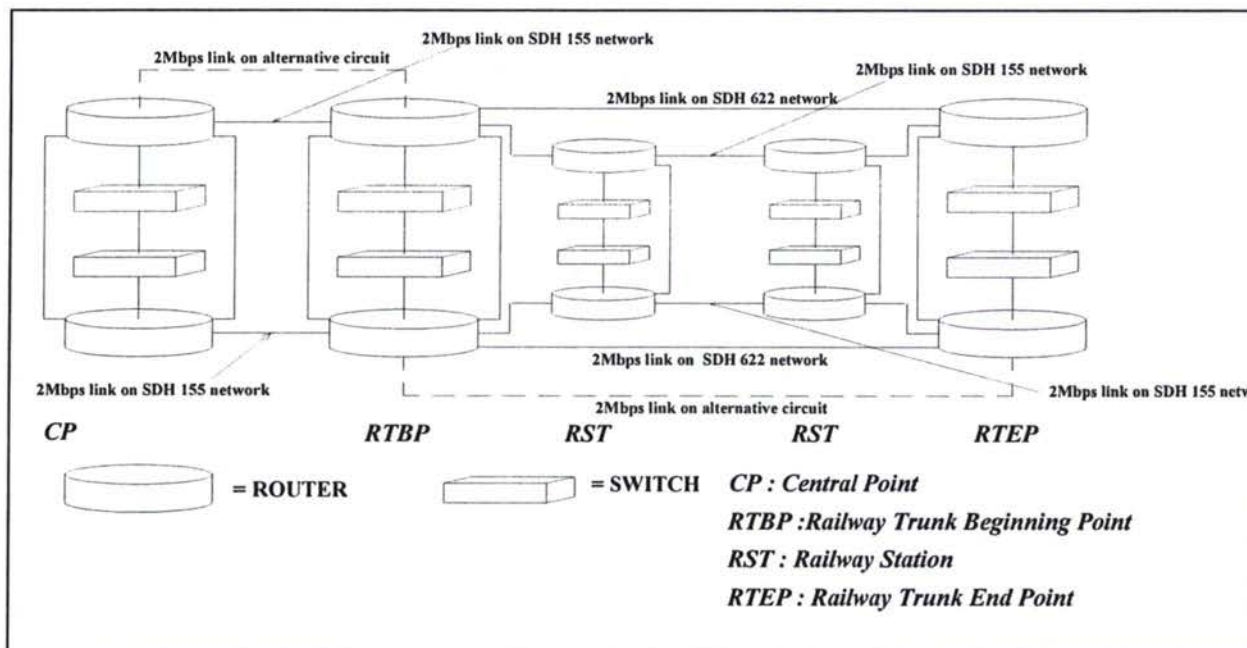 2Mbps link on SDH 155 network
2Mbps link on alternative circuit
2Mbps link on SDH 155 network
2Mbps link on SDH 622 network
2Mbps link on SDH 622 network
2Mbps link on SDH 155 network
2Mbps link on SDH 155 netw
2Mbps link on alternative circuit
CP
RTBP
RST
RST
RTEP
= ROUTER
= SWITCH
CP : Central Point
RTBP :Railway Trunk Beginning Point
RST : Railway Station
RTEP : Railway Trunk End Point